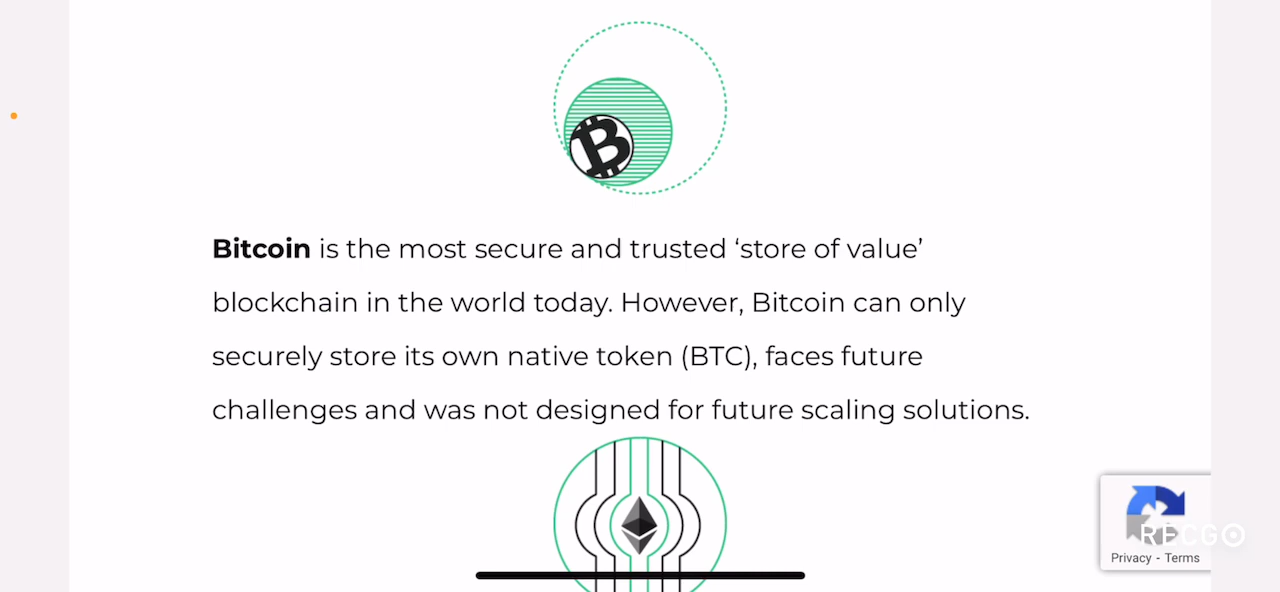 Bitcoin is the most secure and trusted ‘store of value’
blockchain in the world today. However, Bitcoin can only
securely store its own native token (BTC), faces future
challenges and was not designed for future scaling solutions.
RECGO
Privacy - Terms